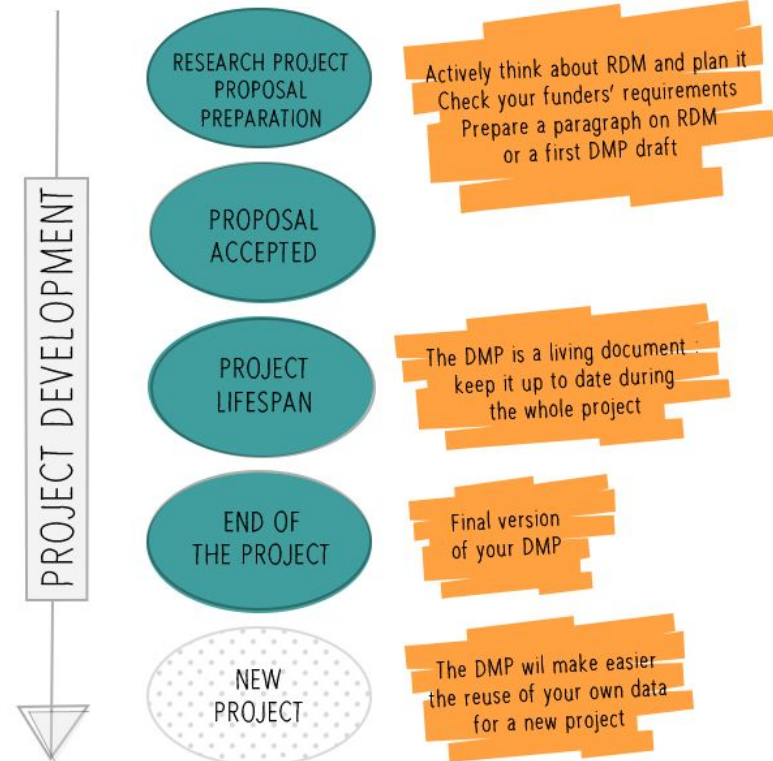 PROJECT DEVELOPMENT
RESEARCH PROJECT
PROPOSAL
PREPARATION
Actively think about RDM and plan it
Check your funders' requirements
Prepare a paragraph on RDM
or a first DMP draft
PROPOSAL
ACCEPTED
PROJECT
LIFESPAN
The DMP is a living document :
keep it up to date during
the whole project
END OF
THE PROJECT
Final version
of your DMP
NEW
PROJECT
The DMP wil make easier
the reuse of your own data
for a new project